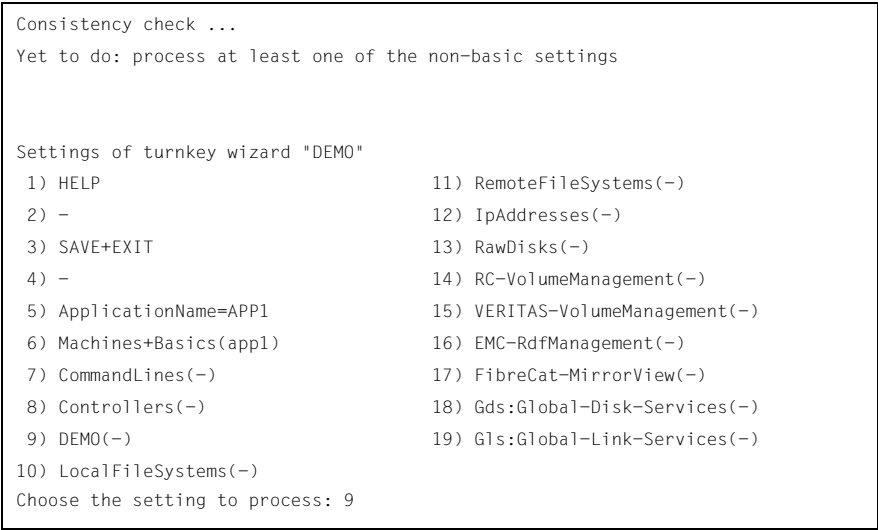 Consistency check ...
Yet to do: process at least one of the non-basic settings
Settings of turnkey wizard "DEMO"
1) HELP 11) RemoteFileSystems(-)
2) - 12) IpAddresses(-)
3) SAVE+EXIT 13) RawDisks(-)
4) - 14) RC-VolumeManagement(-)
5) ApplicationName=APP1 15) VERITAS-VolumeManagement(-)
6) Machines+Basics(app1) 16) EMC-RdfManagement(-)
7) CommandLines(-) 17) FibreCat-MirrorView(-)
8) Controllers(-) 18) Gds:Global-Disk-Services(-)
9) DEMO(-) 19) Gls:Global-Link-Services(-)
10) LocalFileSystems(-)
Choose the setting to process: 9